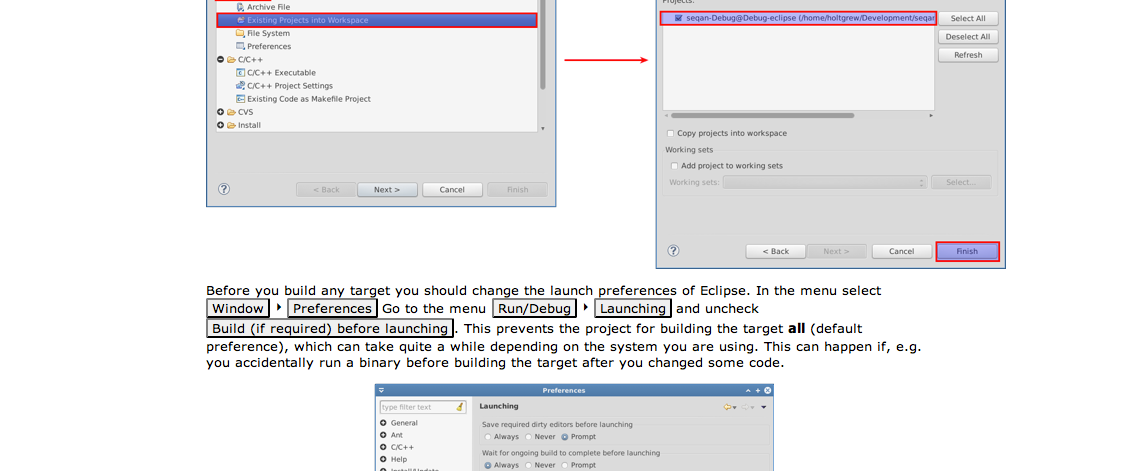 Archive File
Existing Projects into Workspace
File System
Preferences
C/C++
C/C++ Executable
C/C++ Project Settings
Existing Code as Makefile Project
CVS
Install
< Back Next > Cancel Finish
Projects:
seqan-Debug@Debug-eclipse (/home/holtgrew/Development/seqan
Select All
Deselect All
Refresh
Copy projects into workspace
Working sets
Add project to working sets
Working sets: Select...
< Back Next > Cancel Finish
Before you build any target you should change the launch preferences of Eclipse. In the menu select
Window Preferences Go to the menu Run/Debug Launching and uncheck
Build (if required) before launching . This prevents the project for building the target all (default
preference), which can take quite a while depending on the system you are using. This can happen if, e.g.
you accidentally run a binary before building the target after you changed some code.
Preferences
type filter text
General
Ant
C/C++
Help
Install/Update
Launching
Save required dirty editors before launching
Always Never Prompt
Wait for ongoing build to complete before launching
Always Never Prompt